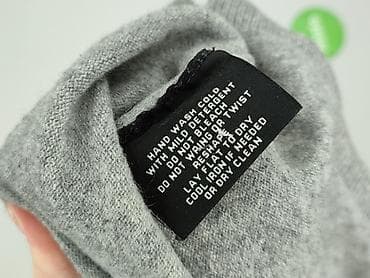 HAND WASH COLD
WITH MILD DETERGENT
DO NOT BLEACH
DO NOT WRING OR TWIST
RESHAPE
LAY FLAT TO DRY
COOL IRON IF NEEDED
OR DRY CLEAN